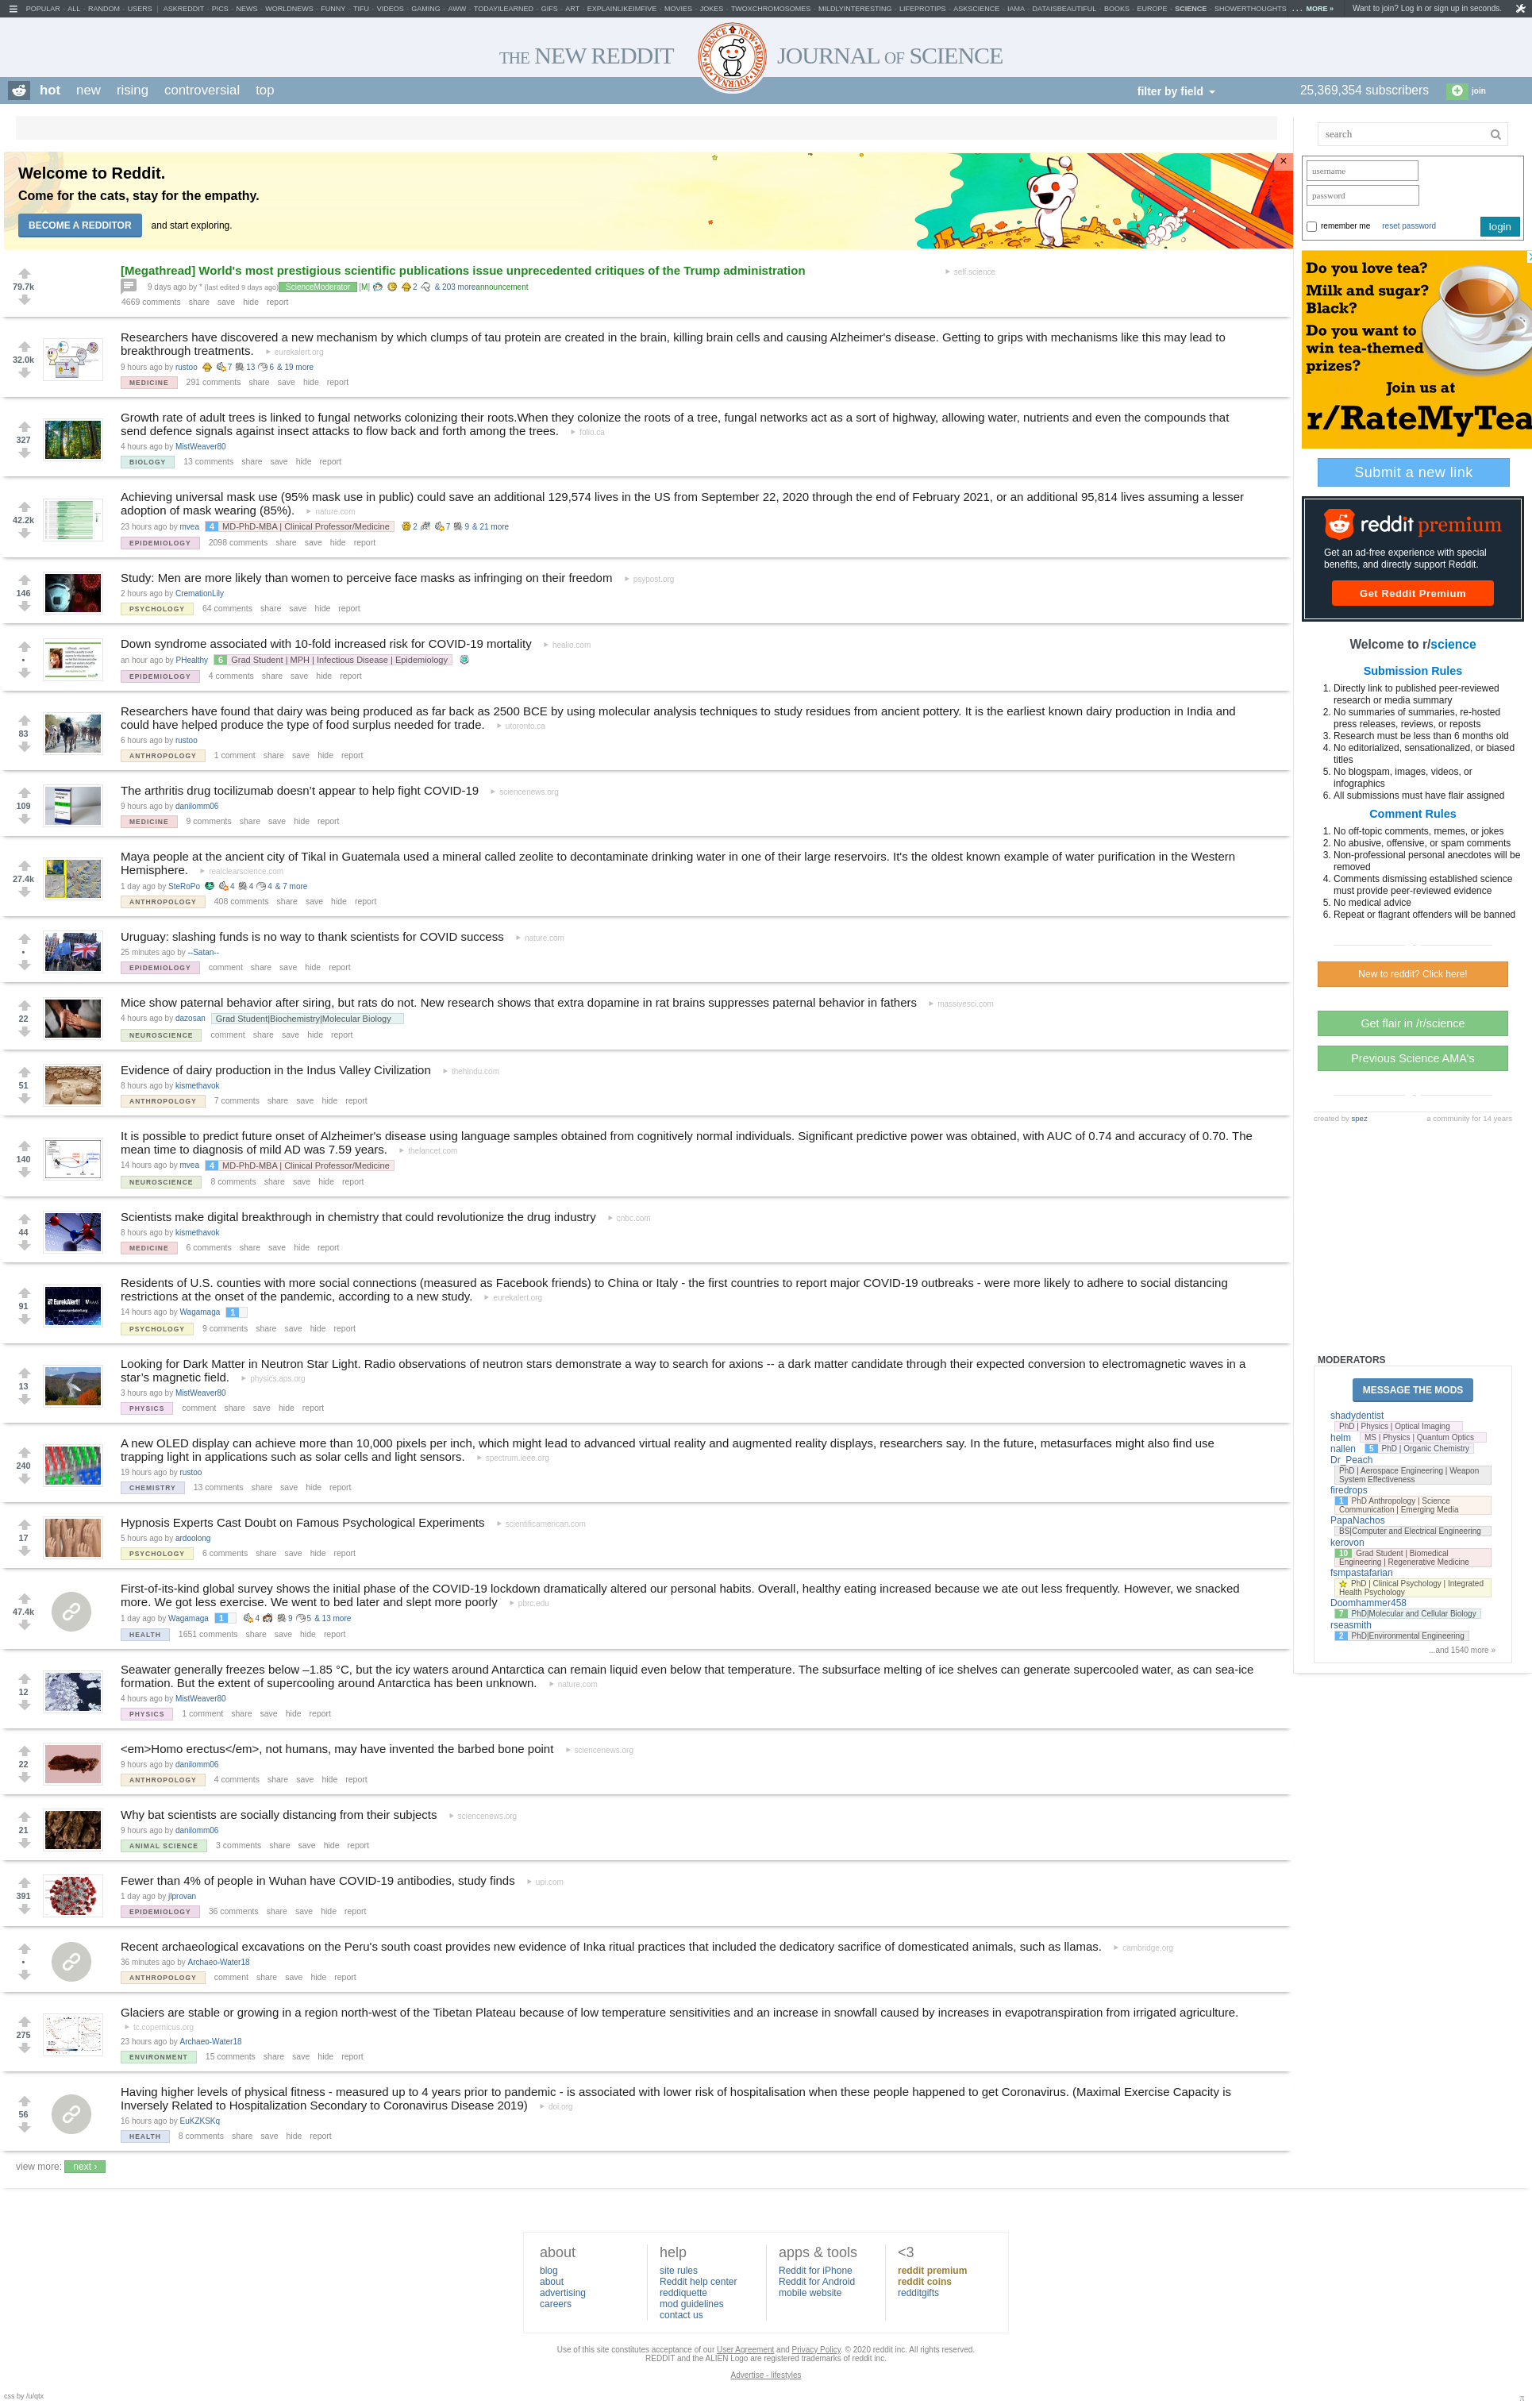 POPULAR · ALL · RANDOM · USERS | ASKREDDIT · PICS · NEWS · WORLDNEWS · FUNNY · TIFU · VIDEOS · GAMING · AWW · TODAYILEARNED · GIFS · ART · EXPLAINLIKEIMFIVE · MOVIES · JOKES · TWOXCHROMOSOMES · MILDLYINTERESTING · LIFEPROTIPS · ASKSCIENCE · IAMA · DATAISBEAUTIFUL · BOOKS · EUROPE · SCIENCE · SHOWERTHOUGHTS ... MORE »
Want to join? Log in or sign up in seconds.
THE NEW REDDIT JOURNAL OF SCIENCE
hot new rising controversial top
filter by field
25,369,354 subscribers
join
Welcome to Reddit.
Come for the cats, stay for the empathy.
BECOME A REDDITOR and start exploring.
79.7k
[Megathread] World's most prestigious scientific publications issue unprecedented critiques of the Trump administration self.science
9 days ago by * (last edited 9 days ago) ScienceModerator [M] 2 & 203 more announcement
4669 comments share save hide report
32.0k
Researchers have discovered a new mechanism by which clumps of tau protein are created in the brain, killing brain cells and causing Alzheimer's disease. Getting to grips with mechanisms like this may lead to
breakthrough treatments. eurekalert.org
9 hours ago by rustoo 7 13 6 & 19 more
MEDICINE 291 comments share save hide report
327
Growth rate of adult trees is linked to fungal networks colonizing their roots.When they colonize the roots of a tree, fungal networks act as a sort of highway, allowing water, nutrients and even the compounds that
send defence signals against insect attacks to flow back and forth among the trees. folio.ca
4 hours ago by MistWeaver80
BIOLOGY 13 comments share save hide report
42.2k
Achieving universal mask use (95% mask use in public) could save an additional 129,574 lives in the US from September 22, 2020 through the end of February 2021, or an additional 95,814 lives assuming a lesser
adoption of mask wearing (85%). nature.com
23 hours ago by mvea 4 MD-PhD-MBA | Clinical Professor/Medicine 2 7 9 & 21 more
EPIDEMIOLOGY 2098 comments share save hide report
146
Study: Men are more likely than women to perceive face masks as infringing on their freedom psypost.org
2 hours ago by CremationLily
PSYCHOLOGY 64 comments share save hide report
•
Down syndrome associated with 10-fold increased risk for COVID-19 mortality healio.com
an hour ago by PHealthy 6 Grad Student | MPH | Infectious Disease | Epidemiology
EPIDEMIOLOGY 4 comments share save hide report
83
Researchers have found that dairy was being produced as far back as 2500 BCE by using molecular analysis techniques to study residues from ancient pottery. It is the earliest known dairy production in India and
could have helped produce the type of food surplus needed for trade. utoronto.ca
6 hours ago by rustoo
ANTHROPOLOGY 1 comment share save hide report
109
The arthritis drug tocilizumab doesn't appear to help fight COVID-19 sciencenews.org
9 hours ago by danilomm06
MEDICINE 9 comments share save hide report
27.4k
Maya people at the ancient city of Tikal in Guatemala used a mineral called zeolite to decontaminate drinking water in one of their large reservoirs. It's the oldest known example of water purification in the Western
Hemisphere. realclearscience.com
1 day ago by SteRoPo 4 4 4 & 7 more
ANTHROPOLOGY 408 comments share save hide report
•
Uruguay: slashing funds is no way to thank scientists for COVID success nature.com
25 minutes ago by --Satan--
EPIDEMIOLOGY comment share save hide report
22
Mice show paternal behavior after siring, but rats do not. New research shows that extra dopamine in rat brains suppresses paternal behavior in fathers massivesci.com
4 hours ago by dazosan Grad Student|Biochemistry|Molecular Biology
NEUROSCIENCE comment share save hide report
51
Evidence of dairy production in the Indus Valley Civilization thehindu.com
8 hours ago by kismethavok
ANTHROPOLOGY 7 comments share save hide report
140
It is possible to predict future onset of Alzheimer's disease using language samples obtained from cognitively normal individuals. Significant predictive power was obtained, with AUC of 0.74 and accuracy of 0.70. The
mean time to diagnosis of mild AD was 7.59 years. thelancet.com
14 hours ago by mvea 4 MD-PhD-MBA | Clinical Professor/Medicine
NEUROSCIENCE 8 comments share save hide report
44
Scientists make digital breakthrough in chemistry that could revolutionize the drug industry cnbc.com
8 hours ago by kismethavok
MEDICINE 6 comments share save hide report
91
EurekAlert!
Residents of U.S. counties with more social connections (measured as Facebook friends) to China or Italy - the first countries to report major COVID-19 outbreaks - were more likely to adhere to social distancing
restrictions at the onset of the pandemic, according to a new study. eurekalert.org
14 hours ago by Wagamaga 1
PSYCHOLOGY 9 comments share save hide report
13
Looking for Dark Matter in Neutron Star Light. Radio observations of neutron stars demonstrate a way to search for axions -- a dark matter candidate through their expected conversion to electromagnetic waves in a
star's magnetic field. physics.aps.org
3 hours ago by MistWeaver80
PHYSICS comment share save hide report
240
A new OLED display can achieve more than 10,000 pixels per inch, which might lead to advanced virtual reality and augmented reality displays, researchers say. In the future, metasurfaces might also find use
trapping light in applications such as solar cells and light sensors. spectrum.ieee.org
19 hours ago by rustoo
CHEMISTRY 13 comments share save hide report
17
Hypnosis Experts Cast Doubt on Famous Psychological Experiments scientificamerican.com
5 hours ago by ardoolong
PSYCHOLOGY 6 comments share save hide report
47.4k
First-of-its-kind global survey shows the initial phase of the COVID-19 lockdown dramatically altered our personal habits. Overall, healthy eating increased because we ate out less frequently. However, we snacked
more. We got less exercise. We went to bed later and slept more poorly pbrc.edu
1 day ago by Wagamaga 1 4 9 5 & 13 more
HEALTH 1651 comments share save hide report
12
Seawater generally freezes below –1.85 °C, but the icy waters around Antarctica can remain liquid even below that temperature. The subsurface melting of ice shelves can generate supercooled water, as can sea-ice
formation. But the extent of supercooling around Antarctica has been unknown. nature.com
4 hours ago by MistWeaver80
PHYSICS 1 comment share save hide report
22
<em>Homo erectus</em>, not humans, may have invented the barbed bone point sciencenews.org
9 hours ago by danilomm06
ANTHROPOLOGY 4 comments share save hide report
21
Why bat scientists are socially distancing from their subjects sciencenews.org
9 hours ago by danilomm06
ANIMAL SCIENCE 3 comments share save hide report
391
Fewer than 4% of people in Wuhan have COVID-19 antibodies, study finds upi.com
1 day ago by jlprovan
EPIDEMIOLOGY 36 comments share save hide report
•
Recent archaeological excavations on the Peru's south coast provides new evidence of Inka ritual practices that included the dedicatory sacrifice of domesticated animals, such as llamas. cambridge.org
36 minutes ago by Archaeo-Water18
ANTHROPOLOGY comment share save hide report
275
Glaciers are stable or growing in a region north-west of the Tibetan Plateau because of low temperature sensitivities and an increase in snowfall caused by increases in evapotranspiration from irrigated agriculture.
tc.copernicus.org
23 hours ago by Archaeo-Water18
ENVIRONMENT 15 comments share save hide report
56
Having higher levels of physical fitness - measured up to 4 years prior to pandemic - is associated with lower risk of hospitalisation when these people happened to get Coronavirus. (Maximal Exercise Capacity is
Inversely Related to Hospitalization Secondary to Coronavirus Disease 2019) doi.org
16 hours ago by EuKZKSKq
HEALTH 8 comments share save hide report
view more: next ›
search
username
password
remember me reset password login
Do you love tea?
Milk and sugar?
Black?
Do you want to
win tea-themed
prizes?
Join us at
r/RateMyTea
Submit a new link
reddit premium
Get an ad-free experience with special
benefits, and directly support Reddit.
Get Reddit Premium
Welcome to r/science
Submission Rules
1. Directly link to published peer-reviewed
research or media summary
2. No summaries of summaries, re-hosted
press releases, reviews, or reposts
3. Research must be less than 6 months old
4. No editorialized, sensationalized, or biased
titles
5. No blogspam, images, videos, or
infographics
6. All submissions must have flair assigned
Comment Rules
1. No off-topic comments, memes, or jokes
2. No abusive, offensive, or spam comments
3. Non-professional personal anecdotes will be
removed
4. Comments dismissing established science
must provide peer-reviewed evidence
5. No medical advice
6. Repeat or flagrant offenders will be banned
New to reddit? Click here!
Get flair in /r/science
Previous Science AMA's
created by spez a community for 14 years
MODERATORS
MESSAGE THE MODS
shadydentist
PhD | Physics | Optical Imaging
helm MS | Physics | Quantum Optics
nallen 5 PhD | Organic Chemistry
Dr_Peach
PhD | Aerospace Engineering | Weapon
System Effectiveness
firedrops
1 PhD Anthropology | Science
Communication | Emerging Media
PapaNachos
BS|Computer and Electrical Engineering
kerovon
10 Grad Student | Biomedical
Engineering | Regenerative Medicine
fsmpastafarian
PhD | Clinical Psychology | Integrated
Health Psychology
Doomhammer458
7 PhD|Molecular and Cellular Biology
rseasmith
2 PhD|Environmental Engineering
...and 1540 more »
about
blog
about
advertising
careers
help
site rules
Reddit help center
reddiquette
mod guidelines
contact us
apps & tools
Reddit for iPhone
Reddit for Android
mobile website
<3
reddit premium
reddit coins
redditgifts
Use of this site constitutes acceptance of our User Agreement and Privacy Policy. © 2020 reddit inc. All rights reserved.
REDDIT and the ALIEN Logo are registered trademarks of reddit inc.
Advertise - lifestyles
css by /u/qtx
π